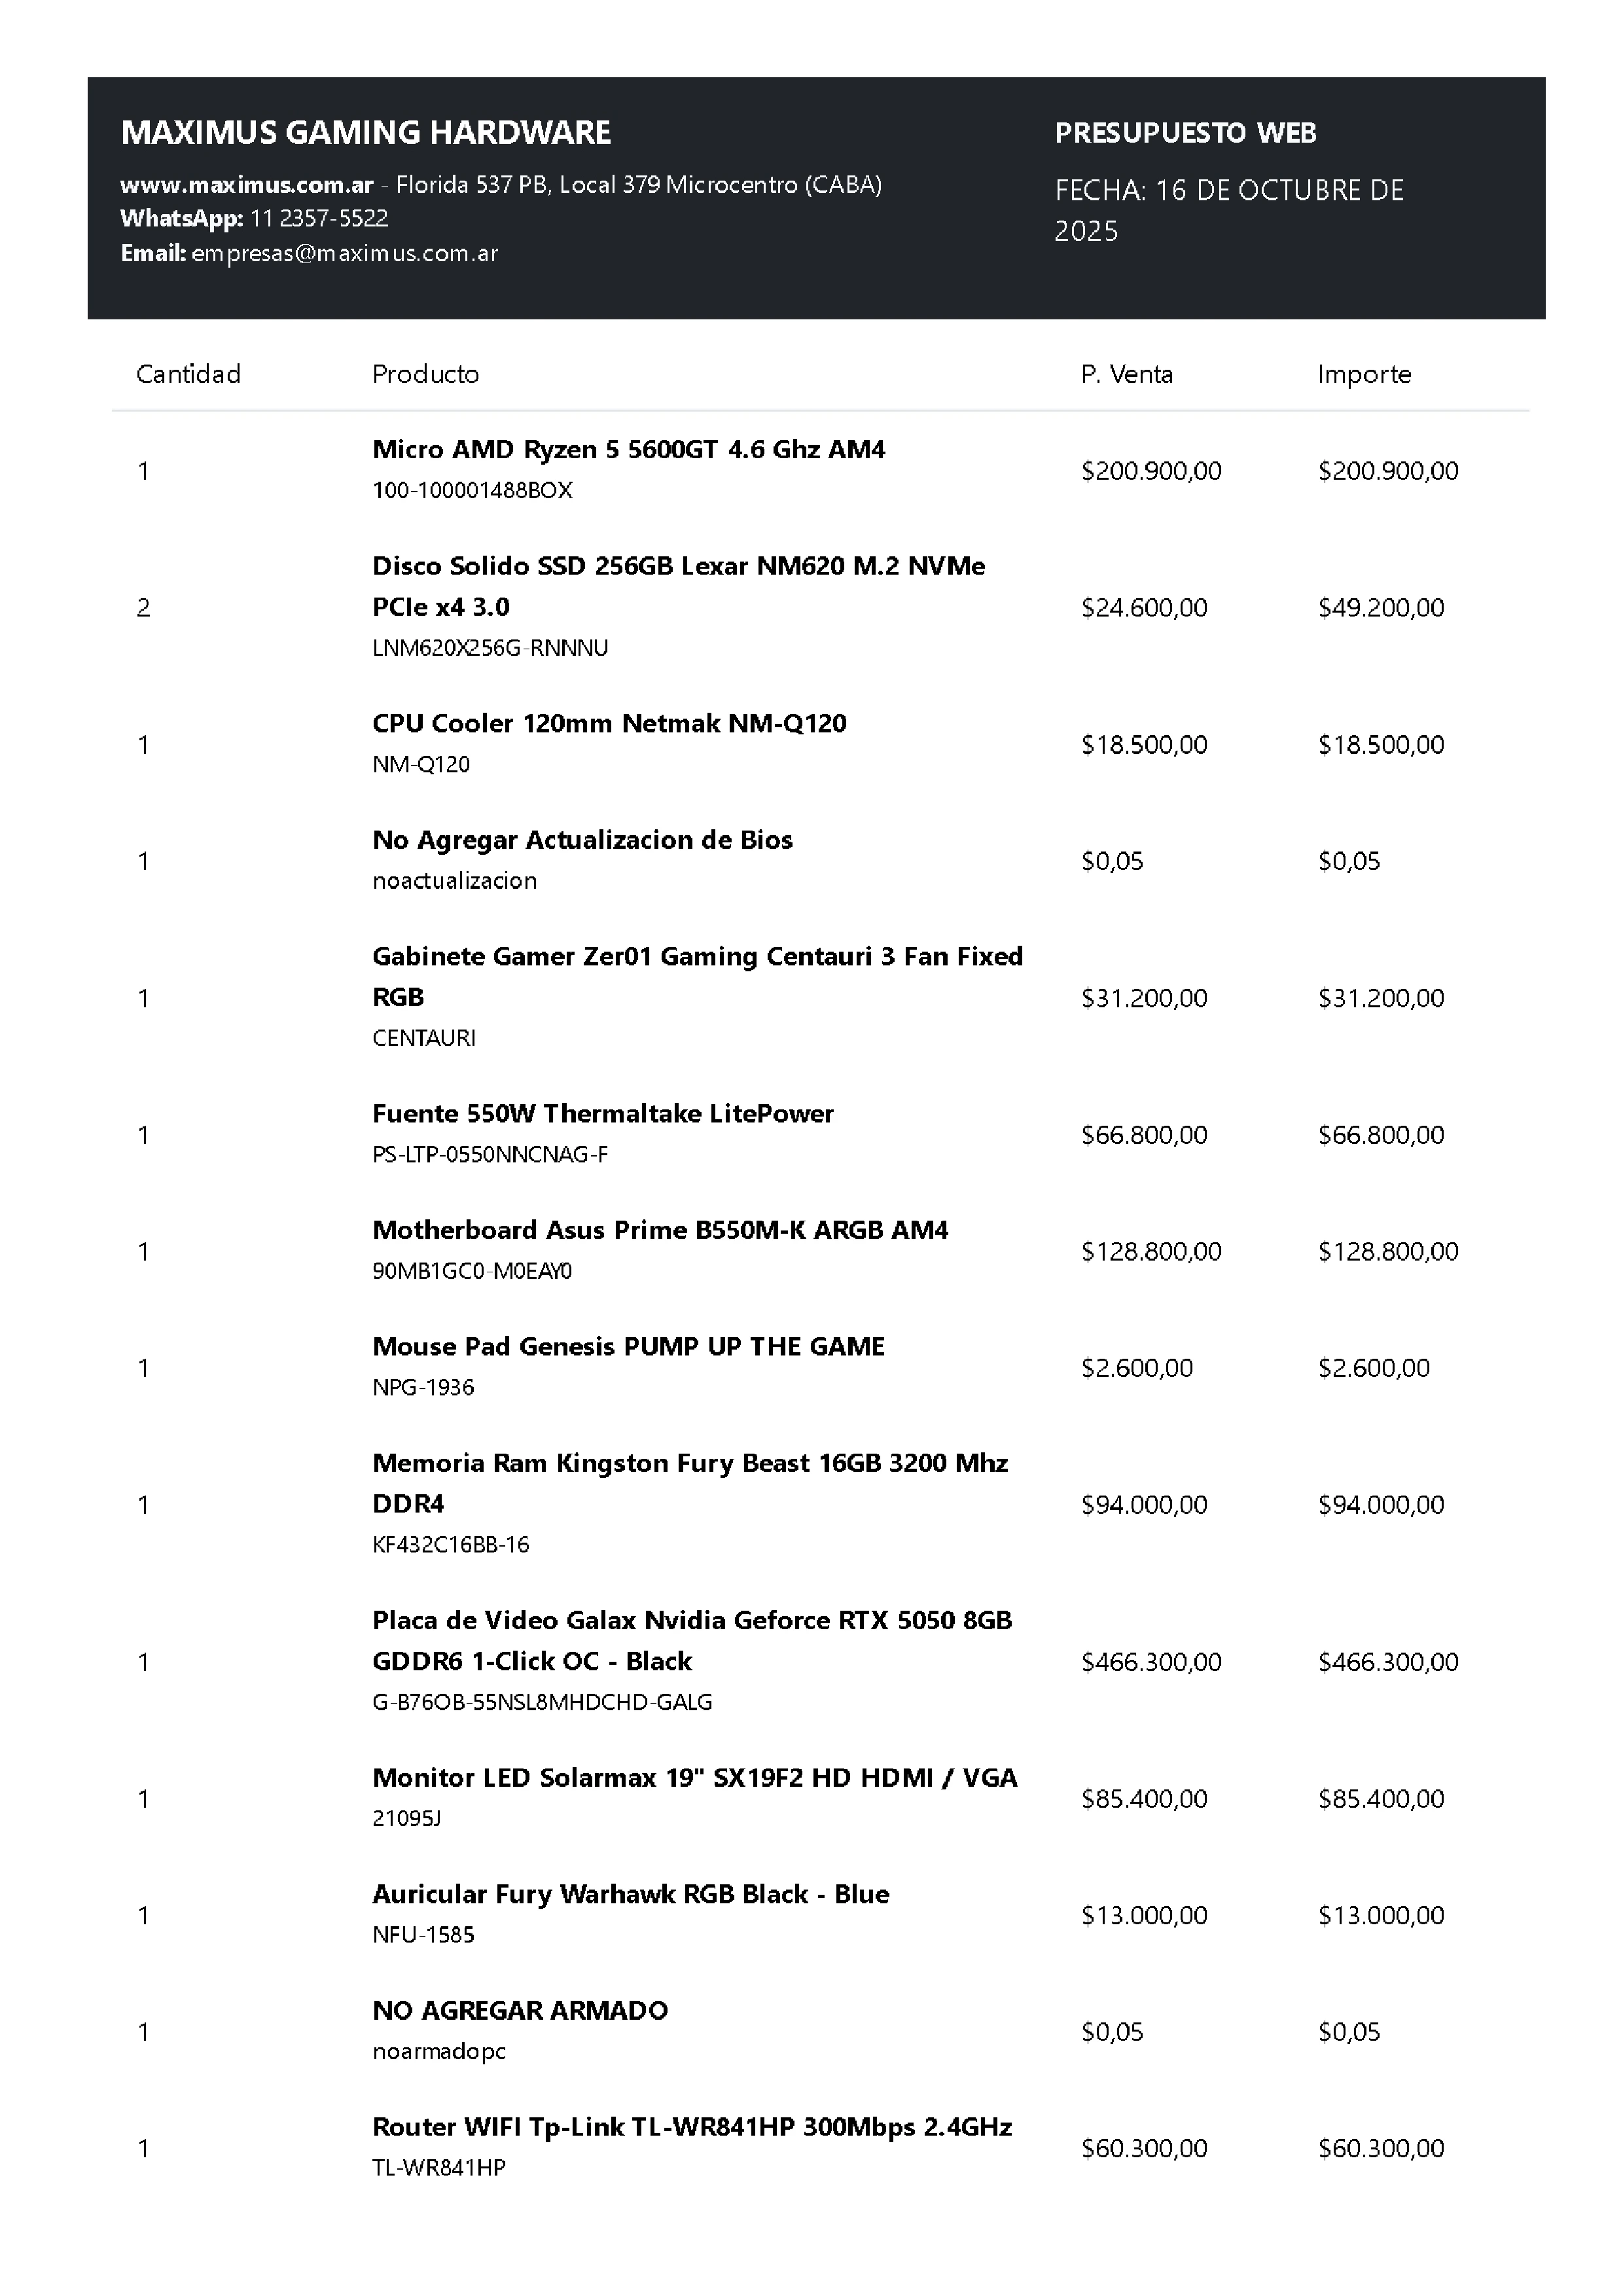 MAXIMUS GAMING HARDWARE
www.maximus.com.ar - Florida 537 PB, Local 379 Microcentro (CABA)
WhatsApp: 11 2357-5522
Email: empresas@maximus.com.ar
PRESUPUESTO WEB
FECHA: 16 DE OCTUBRE DE
2025
Cantidad Producto P. Venta Importe
Micro AMD Ryzen 5 5600GT 4.6 Ghz AM4
1 $200.900,00 $200.900,00
100-100001488BOX
Disco Solido SSD 256GB Lexar NM620 M.2 NVMe
2 PCIe x4 3.0 $24.600,00 $49.200,00
LNM620X256G-RNNNU
CPU Cooler 120mm Netmak NM-Q120
1 $18.500,00 $18.500,00
NM-Q120
No Agregar Actualizacion de Bios
1 $0,05 $0,05
noactualizacion
Gabinete Gamer Zer01 Gaming Centauri 3 Fan Fixed
1 RGB $31.200,00 $31.200,00
CENTAURI
Fuente 550W Thermaltake LitePower
1 $66.800,00 $66.800,00
PS-LTP-0550NNCNAG-F
Motherboard Asus Prime B550M-K ARGB AM4
1 $128.800,00 $128.800,00
90MB1GC0-M0EAY0
Mouse Pad Genesis PUMP UP THE GAME
1 $2.600,00 $2.600,00
NPG-1936
Memoria Ram Kingston Fury Beast 16GB 3200 Mhz
1 DDR4 $94.000,00 $94.000,00
KF432C16BB-16
Placa de Video Galax Nvidia Geforce RTX 5050 8GB
1 GDDR6 1-Click OC - Black $466.300,00 $466.300,00
G-B76OB-55NSL8MHDCHD-GALG
Monitor LED Solarmax 19" SX19F2 HD HDMI / VGA
1 $85.400,00 $85.400,00
21095J
Auricular Fury Warhawk RGB Black - Blue
1 $13.000,00 $13.000,00
NFU-1585
NO AGREGAR ARMADO
1 $0,05 $0,05
noarmadopc
Router WIFI Tp-Link TL-WR841HP 300Mbps 2.4GHz
1 $60.300,00 $60.300,00
TL-WR841HP